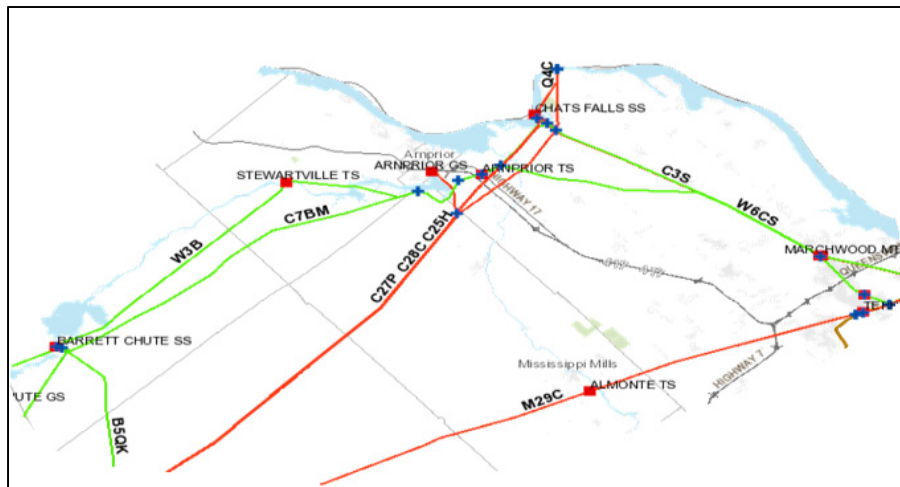 Q4C
CHATS FALLS SS
Arnprior
ARNPRIOR GS
ARNPRIOR TS
STEWARTVILLE TS
HIGHWAY 17
C3S
C7BM
C25H
W6CS
W3B
C28C
MARCHWOOD MT
C27P
QUEENS
BARRETT CHUTE SS
Mississippi Mills
HIGHWAY 7
UTE GS
ALMONTE TS
M29C
B5QK